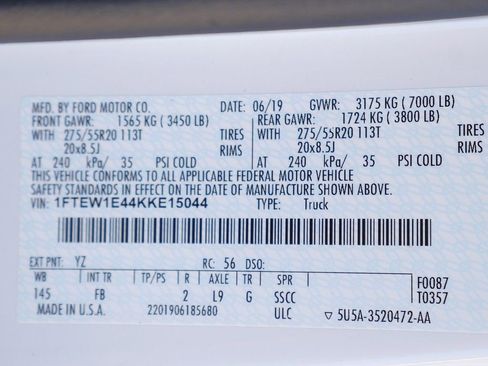 MFD. BY FORD MOTOR CO. DATE: 06/19 GVWR: 3175 KG ( 7000 LB)
FRONT GAWR: 1565 KG ( 3450 LB) REAR GAWR: 1724 KG ( 3800 LB)
WITH 275/55R20 113T TIRES WITH 275/55R20 113T TIRES
20x8.5J RIMS 20x8.5J RIMS
AT 240 kPa/ 35 PSI COLD AT 240 kPa/ 35 PSI COLD
THIS VEHICLE CONFORMS TO ALL APPLICABLE FEDERAL MOTOR VEHICLE
SAFETY STANDARDS IN EFFECT ON THE DATE OF MANUFACTURE SHOWN ABOVE.
VIN: 1FTEW1E44KKE15044 TYPE: Truck
EXT PNT: YZ RC: 56 DSO:
WB INT TR TP/PS R AXLE TR SPR F0087
145 FB 2 L9 G SSCC T0357
MADE IN U.S.A. 2201906185680 ULC ▽ 5U5A-3520472-AA